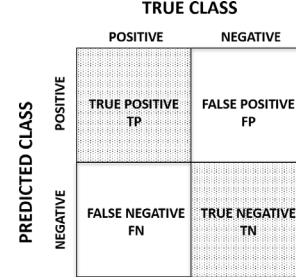 TRUE CLASS
POSITIVE NEGATIVE
PREDICTED CLASS
POSITIVE
TRUE POSITIVE FALSE POSITIVE
TP FP
NEGATIVE
FALSE NEGATIVE TRUE NEGATIVE
FN TN